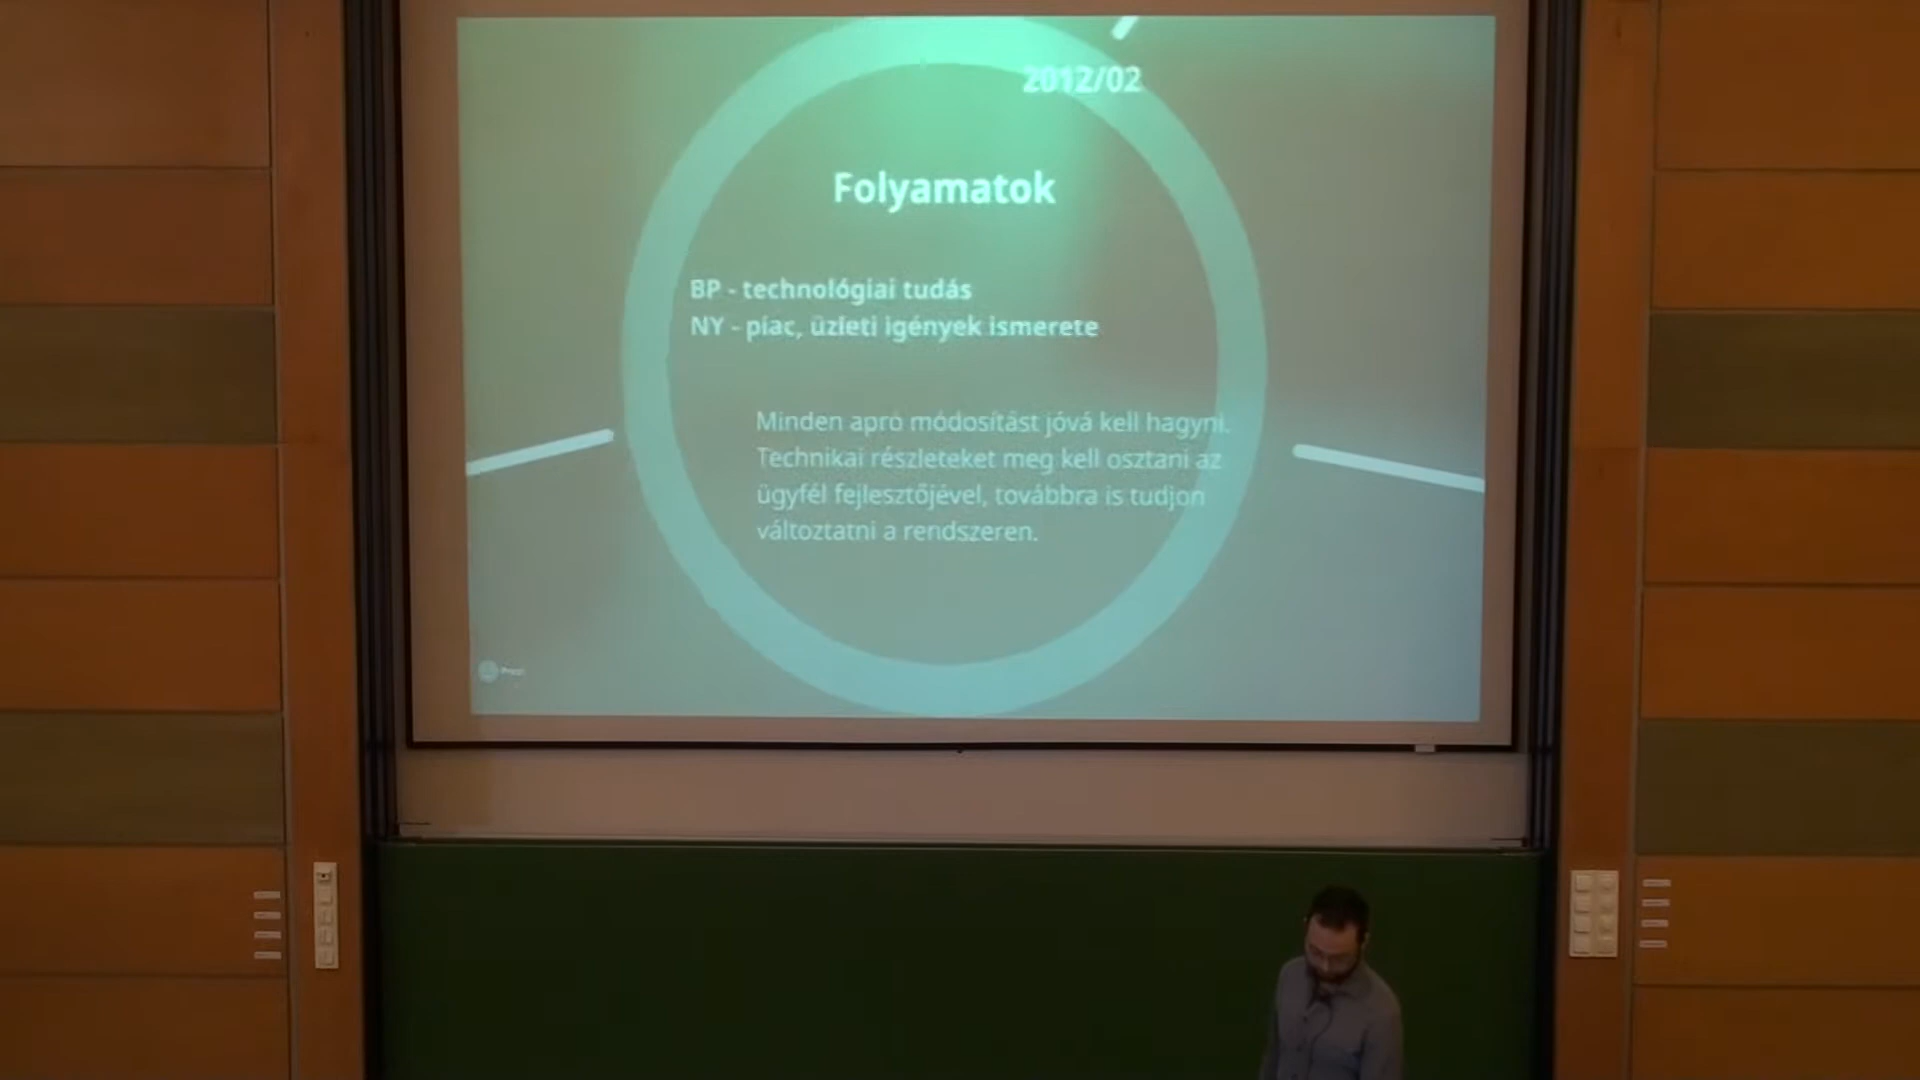 2012/02
Folyamatok
BP - technológiai tudás
NY - piac, üzleti igények ismerete
Minden apró módosítást jóvá kell hagyni.
Technikai részleteket meg kell osztani az
ügyfél fejlesztőjével, továbbra is tudjon
változtatni a rendszeren.
Prezi